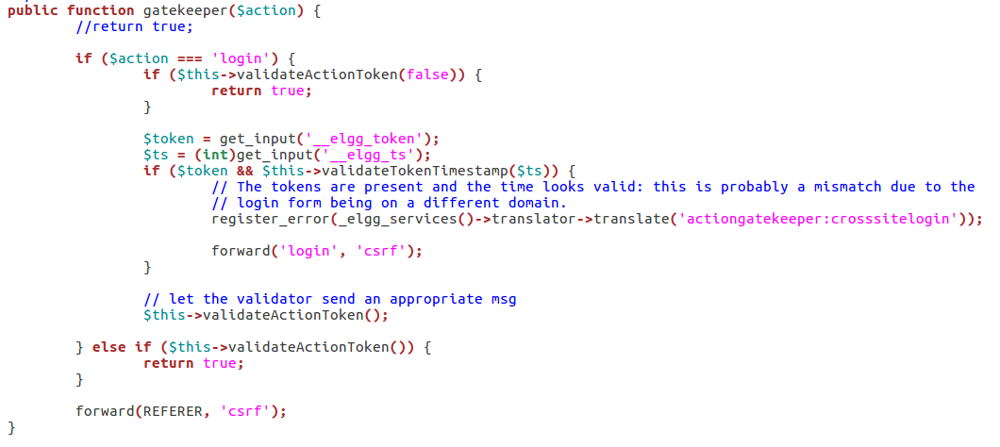 public function gatekeeper($action) {
        //return true;

        if ($action === 'login') {
                if ($this->validateActionToken(false)) {
                        return true;
                }

                $token = get_input('__elgg_token');
                $ts = (int)get_input('__elgg_ts');
                if ($token && $this->validateTokenTimestamp($ts)) {
                        // The tokens are present and the time looks valid: this is probably a mismatch due to the
                        // login form being on a different domain.
                        register_error(_elgg_services()->translator->translate('actiongatekeeper:crosssitelogin'));

                        forward('login', 'csrf');
                }

                // let the validator send an appropriate msg
                $this->validateActionToken();

        } else if ($this->validateActionToken()) {
                return true;
        }

        forward(REFERER, 'csrf');
}